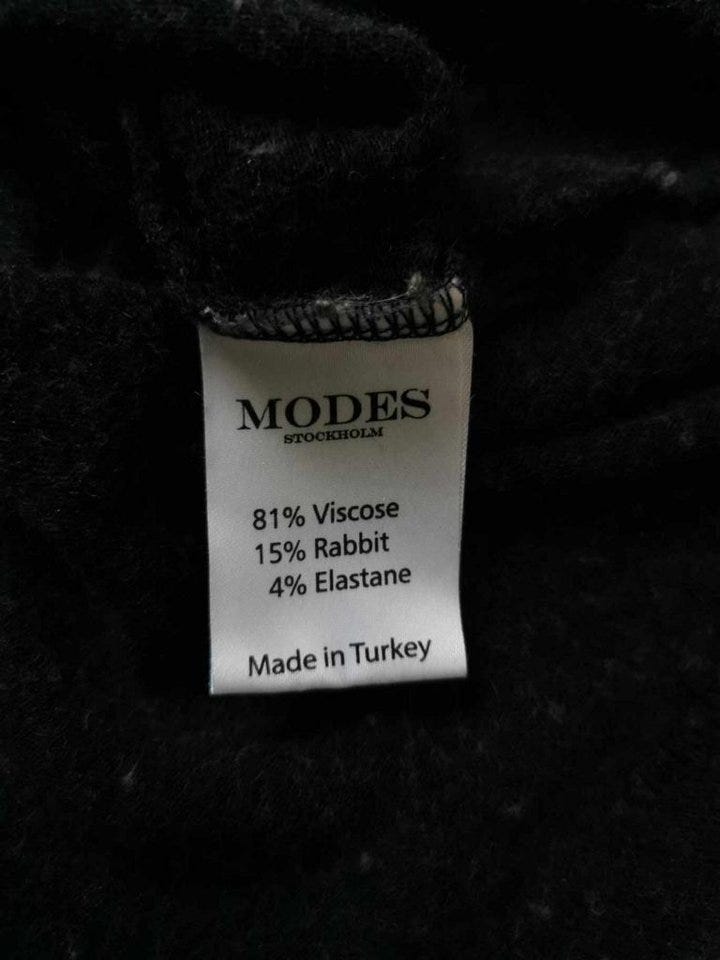 MODES
STOCKHOLM
81% Viscose
15% Rabbit
4% Elastane
Made in Turkey